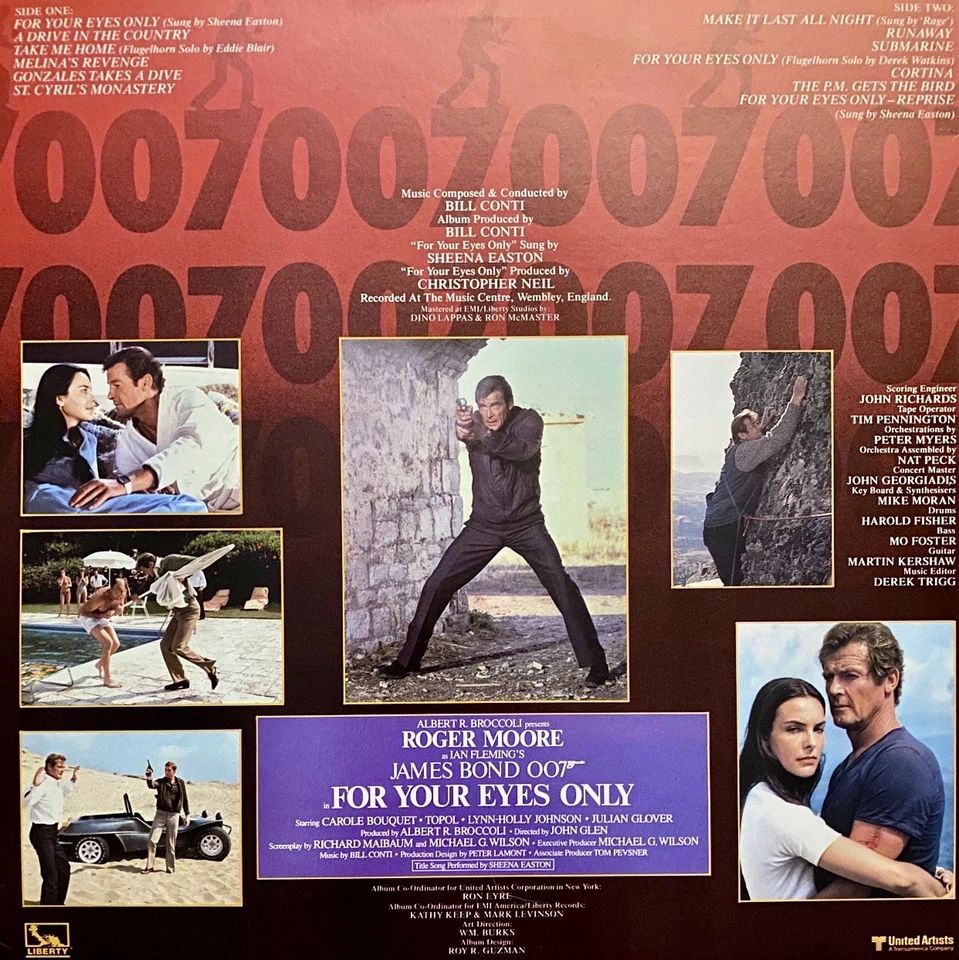 SIDE ONE:
FOR YOUR EYES ONLY (Sung by Sheena Easton)
A DRIVE IN THE COUNTRY
TAKE ME HOME (Flugelhorn Solo by Eddie Blair)
MELINA'S REVENGE
GONZALES TAKES A DIVE
ST. CYRIL'S MONASTERY
SIDE TWO:
MAKE IT LAST ALL NIGHT (Sung by 'Rage')
RUNAWAY
SUBMARINE
FOR YOUR EYES ONLY (Flugelhorn Solo by Derek Watkins)
CORTINA
THE P.M. GETS THE BIRD
FOR YOUR EYES ONLY–REPRISE
(Sung by Sheena Easton)
7007007007007
Music Composed & Conducted by
BILL CONTI
Album Produced by
BILL CONTI
"For Your Eyes Only" Sung by
SHEENA EASTON
"For Your Eyes Only" Produced by
CHRISTOPHER NEIL
Recorded At The Music Centre, Wembley, England.
Mastered at EMI/Liberty Studios by:
DINO LAPPAS & RON McMASTER
7007007007007
Scoring Engineer
JOHN RICHARDS
Tape Operator
TIM PENNINGTON
Orchestrations by
PETER MYERS
Orchestra Assembled by
NAT PECK
Concert Master
JOHN GEORGIADIS
Key Board & Synthesisers
MIKE MORAN
Drums
HAROLD FISHER
Bass
MO FOSTER
Guitar
MARTIN KERSHAW
Music Editor
DEREK TRIGG
ALBERT R. BROCCOLI presents
ROGER MOORE
as IAN FLEMING'S
JAMES BOND 007
in FOR YOUR EYES ONLY
Starring CAROLE BOUQUET • TOPOL • LYNN-HOLLY JOHNSON • JULIAN GLOVER
Produced by ALBERT R. BROCCOLI • Directed by JOHN GLEN
Screenplay by RICHARD MAIBAUM and MICHAEL G. WILSON • Executive Producer MICHAEL G. WILSON
Music by BILL CONTI • Production Design by PETER LAMONT • Associate Producer TOM PEVSNER
Title Song Performed by SHEENA EASTON
Album Co-Ordinator for United Artists Corporation in New York:
RON EYRE
Album Co-Ordinator for EMI America/Liberty Records:
KATHY KEEP & MARK LEVINSON
Art Direction:
WM. BURKS
Album Design:
ROY R. GUZMAN
LIBERTY
United Artists
A Transamerica Company